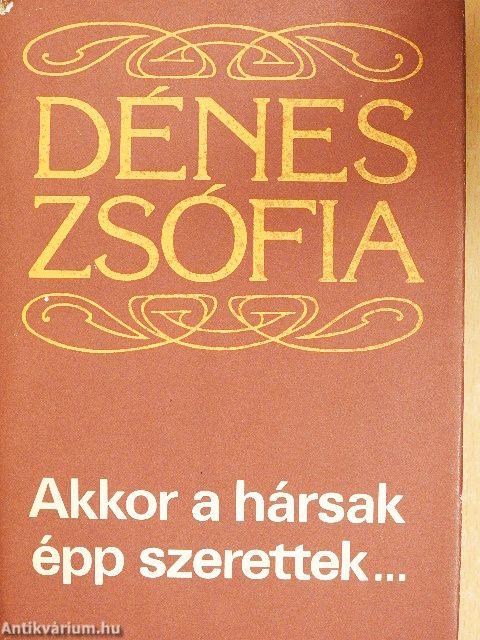 DÉNES
ZSÓFIA
Akkor a hársak
épp szerettek...
Antikvárium.hu